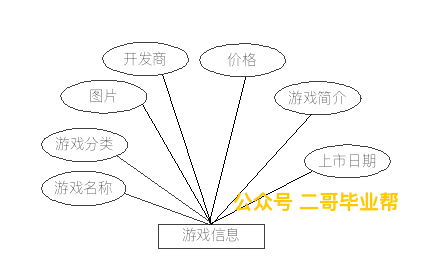 开发商
价格
图片
游戏简介
游戏分类
上市日期
游戏名称
公众号 二哥毕业帮
游戏信息